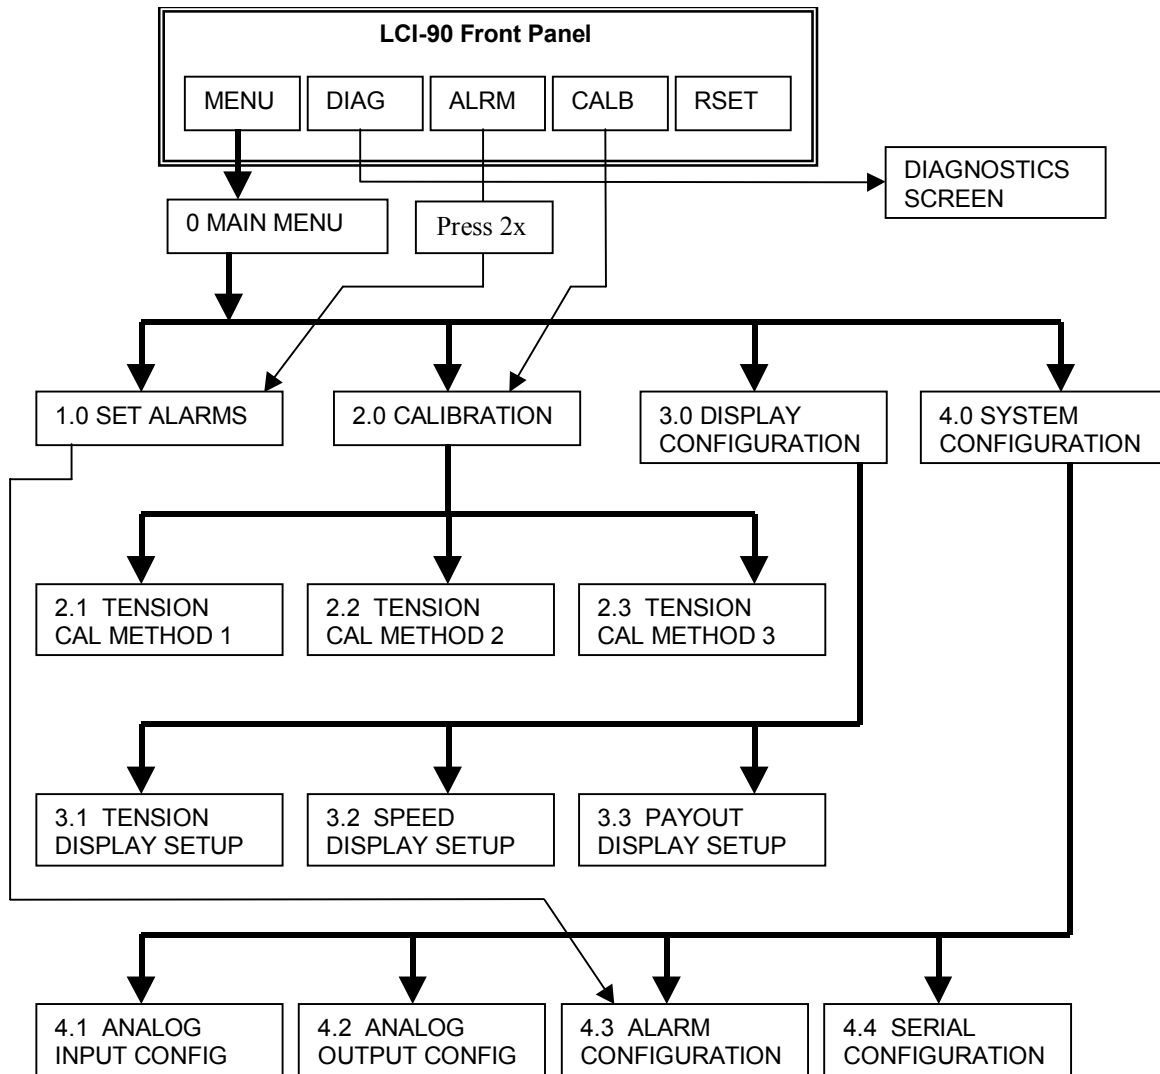 LCI-90 Front Panel
MENU
DIAG
ALRM
CALB
RSET
DIAGNOSTICS
SCREEN
0 MAIN MENU
Press 2x
1.0 SET ALARMS
2.0 CALIBRATION
3.0 DISPLAY
CONFIGURATION
4.0 SYSTEM
CONFIGURATION
2.1 TENSION
CAL METHOD 1
2.2 TENSION
CAL METHOD 2
2.3 TENSION
CAL METHOD 3
3.1 TENSION
DISPLAY SETUP
3.2 SPEED
DISPLAY SETUP
3.3 PAYOUT
DISPLAY SETUP
4.1 ANALOG
INPUT CONFIG
4.2 ANALOG
OUTPUT CONFIG
4.3 ALARM
CONFIGURATION
4.4 SERIAL
CONFIGURATION